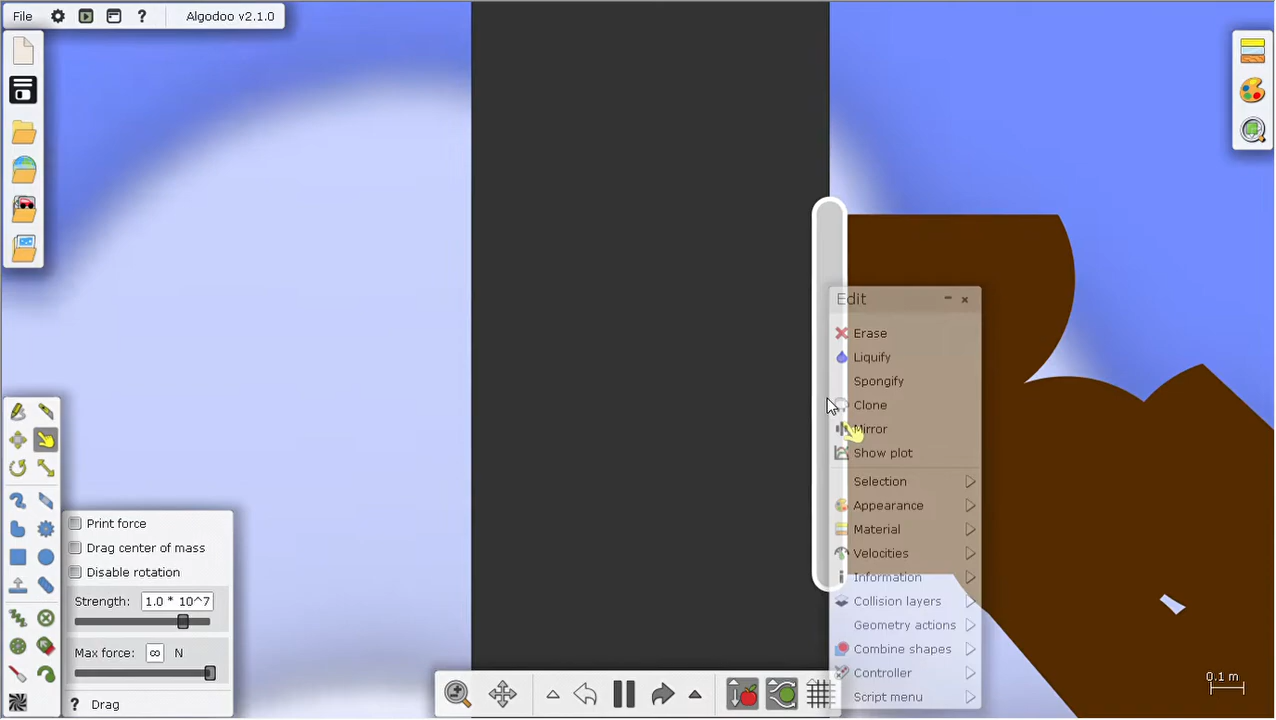 File ? Algodoo v2.1.0
Edit
Erase
Liquify
Spongify
Clone
Mirror
Show plot
Selection
Appearance
Material
Velocities
Information
Collision layers
Geometry actions
Combine shapes
Controller
Script menu
Print force
Drag center of mass
Disable rotation
Strength: 1.0 * 10^7
Max force: ∞ N
? Drag
0.1 m